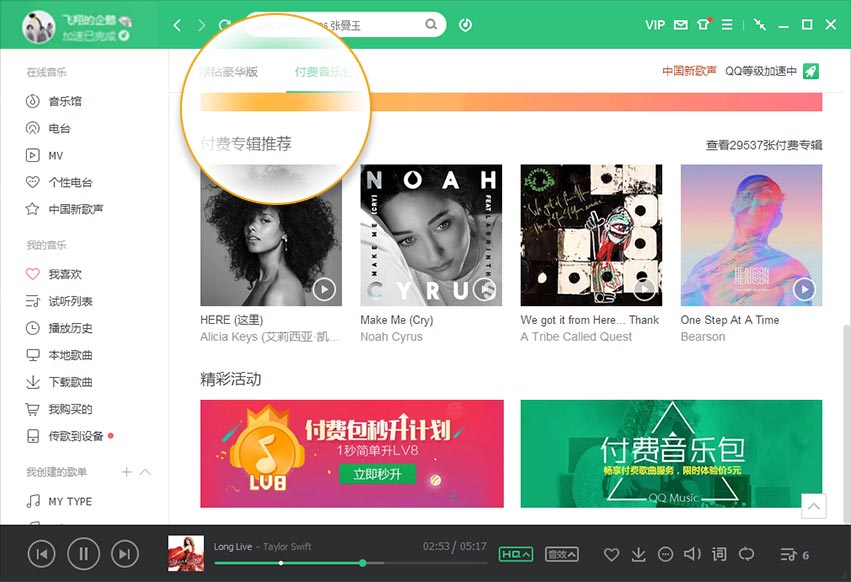 飞翔的企鹅
加速已完成
张曼玉
VIP
在线音乐
音乐馆
电台
MV
个性电台
中国新歌声
我的音乐
我喜欢
试听列表
播放历史
本地歌曲
下载歌曲
我购买的
传歌到设备
我创建的歌单
MY TYPE
绿钻豪华版
付费音乐包
中国新歌声
QQ等级加速中
付费专辑推荐
查看29537张付费专辑
NOAH
MAKE ME (CRY)
FEAT. LABRINTH
CYRUS
BEARSON
BEARSON
BEARSON
HERE (这里)
Alicia Keys (艾莉西亚·凯...
Make Me (Cry)
Noah Cyrus
We got it from Here... Thank
A Tribe Called Quest
One Step At A Time
Bearson
精彩活动
LV8
付费包秒升计划
1秒简单升LV8
立即秒升
付费音乐包
畅享付费歌曲服务，限时体验价5元
QQ Music
Long Live - Taylor Swift
02:53 / 05:17
HQ
音效
词
6